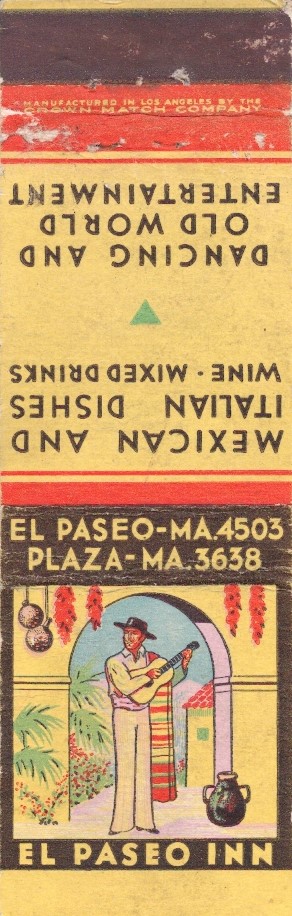 MANUFACTURED IN LOS ANGELES BY THE
CROWN MATCH COMPANY
MEXICAN AND
ITALIAN DISHES
WINE · MIXED DRINKS
DANCING AND
OLD WORLD
ENTERTAINMENT
EL PASEO-MA.4503
PLAZA-MA.3638
EL PASEO INN